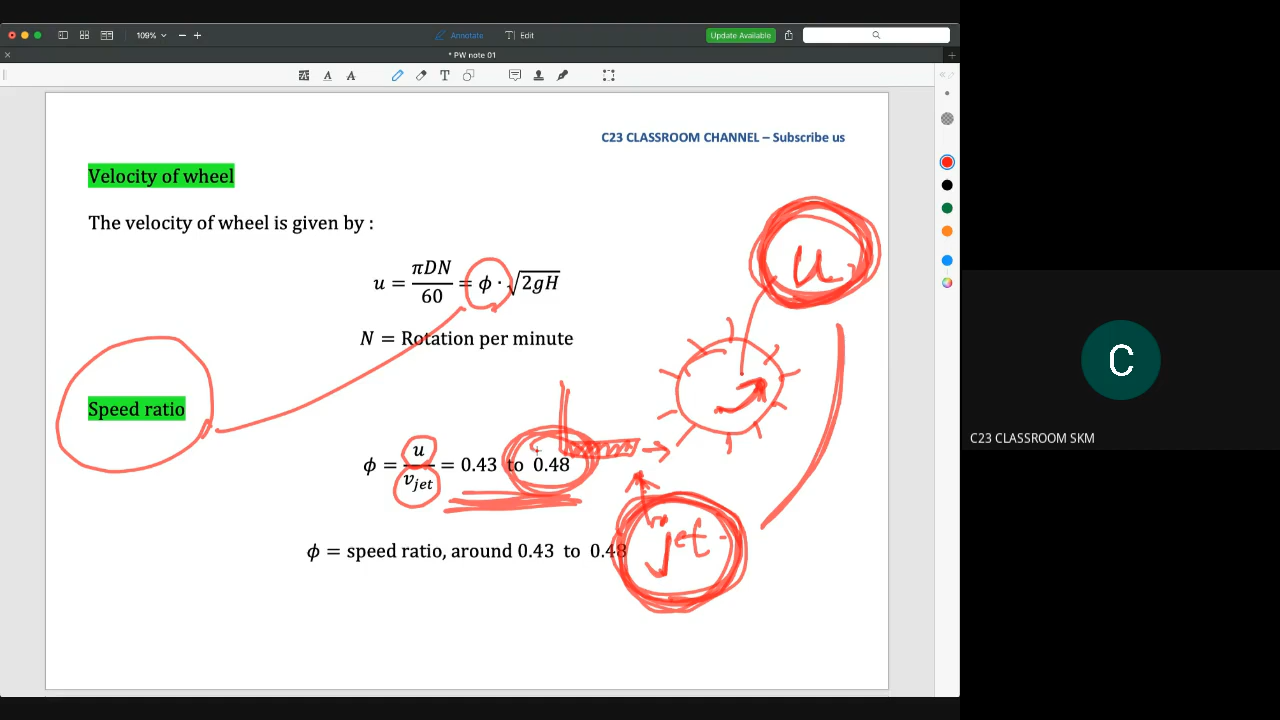 109%
Annotate
T Edit
Update Available
* PW note 01
C23 CLASSROOM CHANNEL – Subscribe us
Velocity of wheel
The velocity of wheel is given by :
u = πDN/60 = ϕ · √2gH
N = Rotation per minute
Speed ratio
ϕ = u/v_jet = 0.43 to 0.48
ϕ = speed ratio, around 0.43 to 0.48
u
jet
C
C23 CLASSROOM SKM